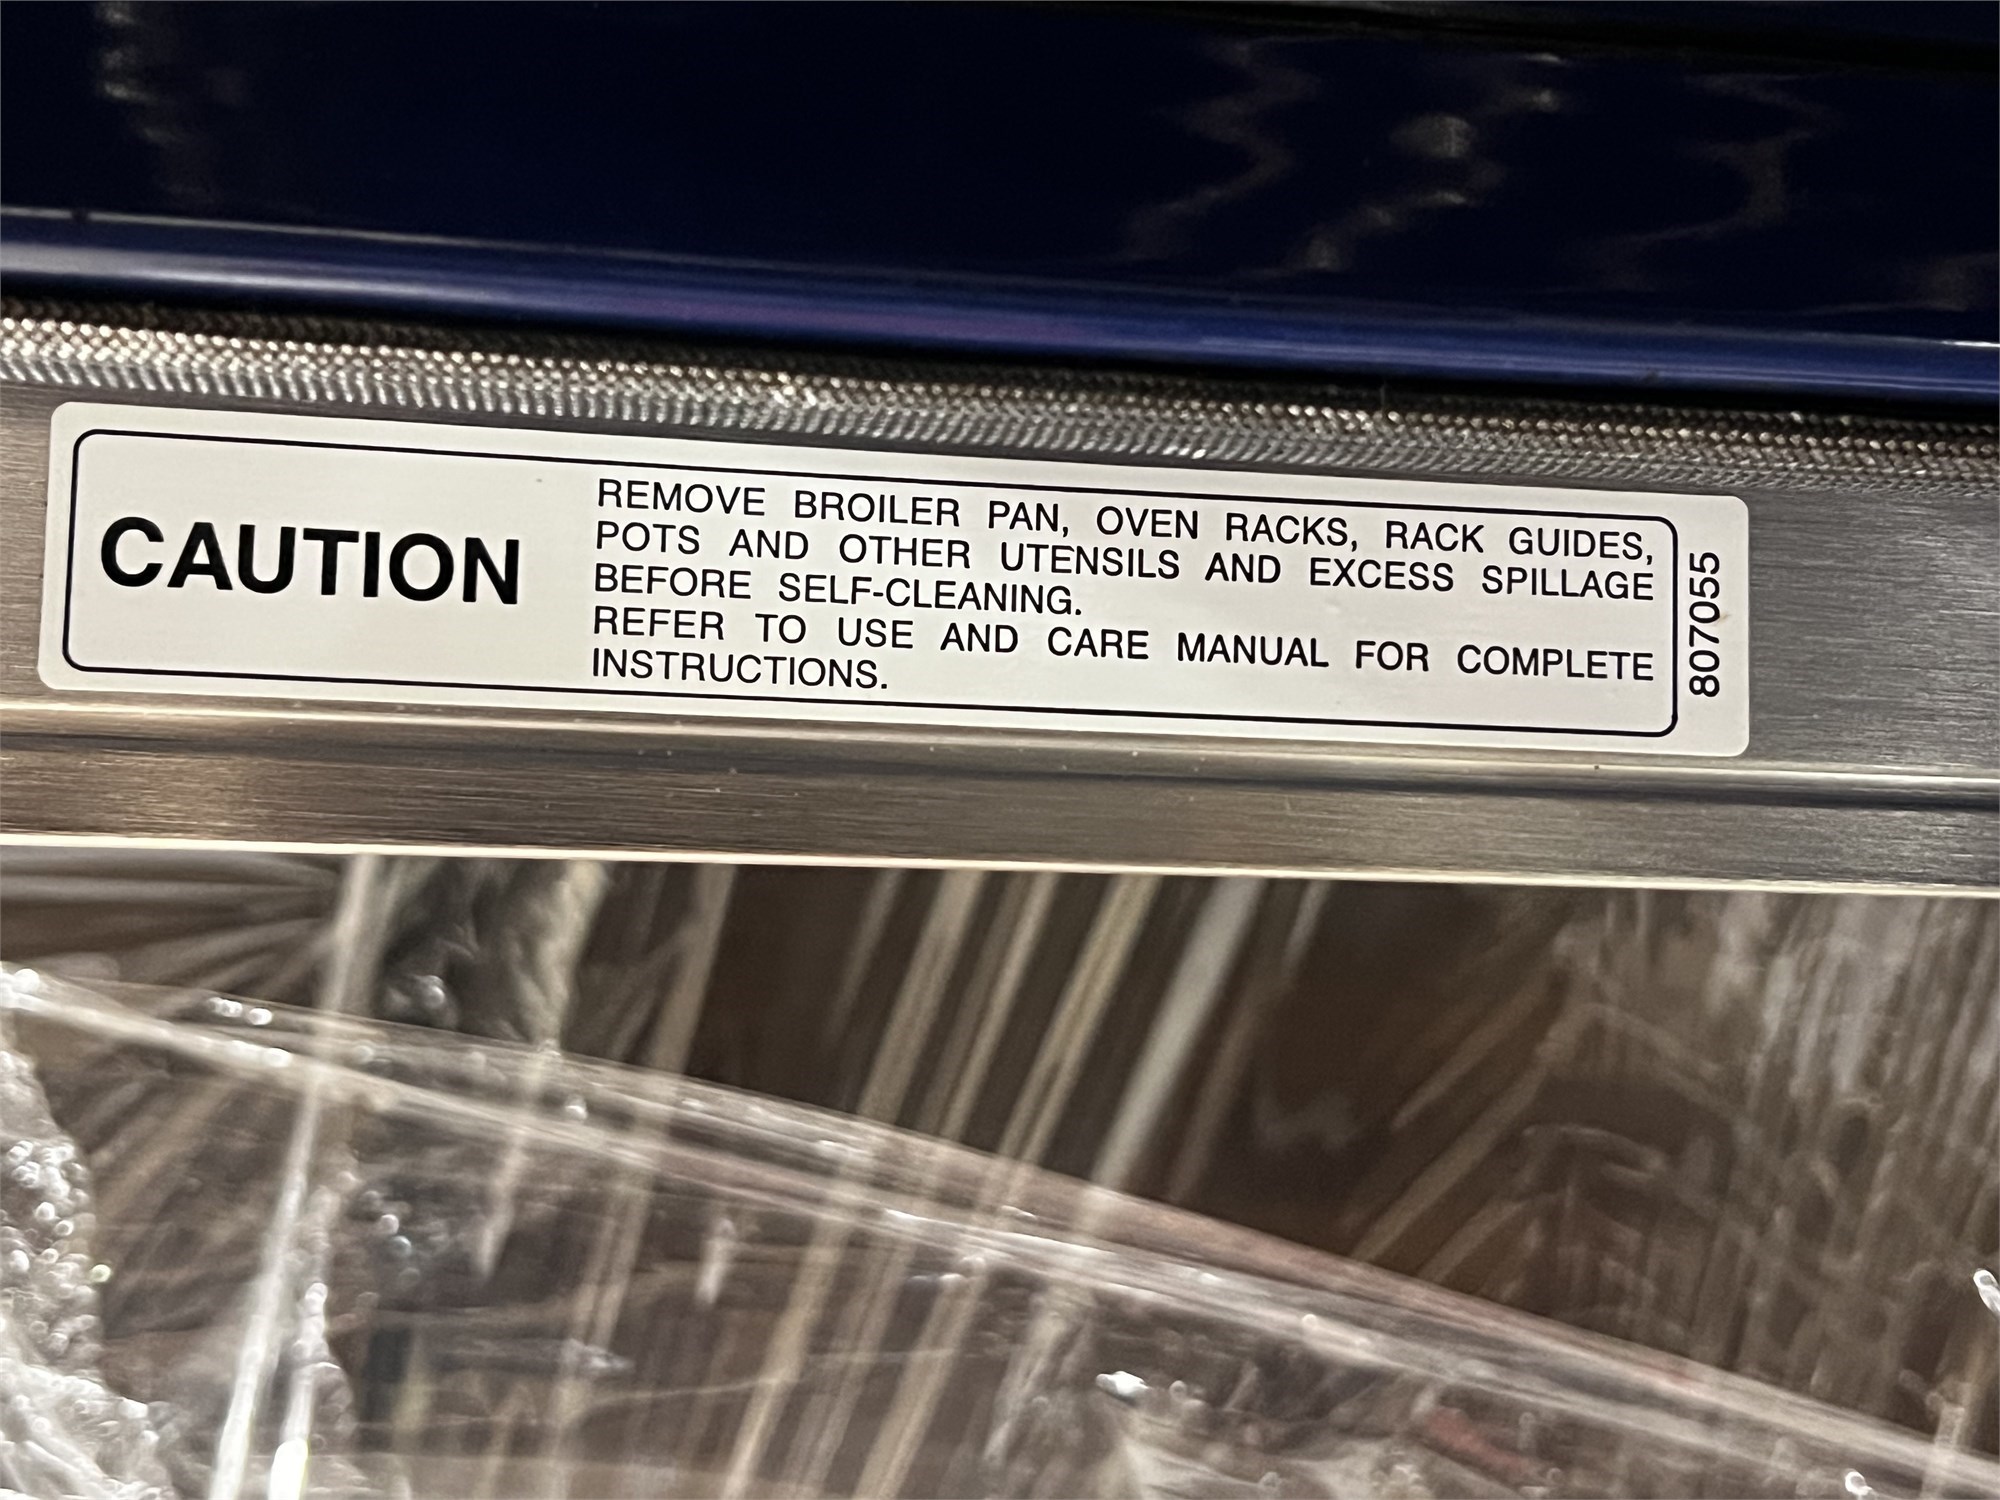 CAUTION
REMOVE BROILER PAN, OVEN RACKS, RACK GUIDES,
POTS AND OTHER UTENSILS AND EXCESS SPILLAGE
BEFORE SELF-CLEANING.
REFER TO USE AND CARE MANUAL FOR COMPLETE
INSTRUCTIONS.
807055